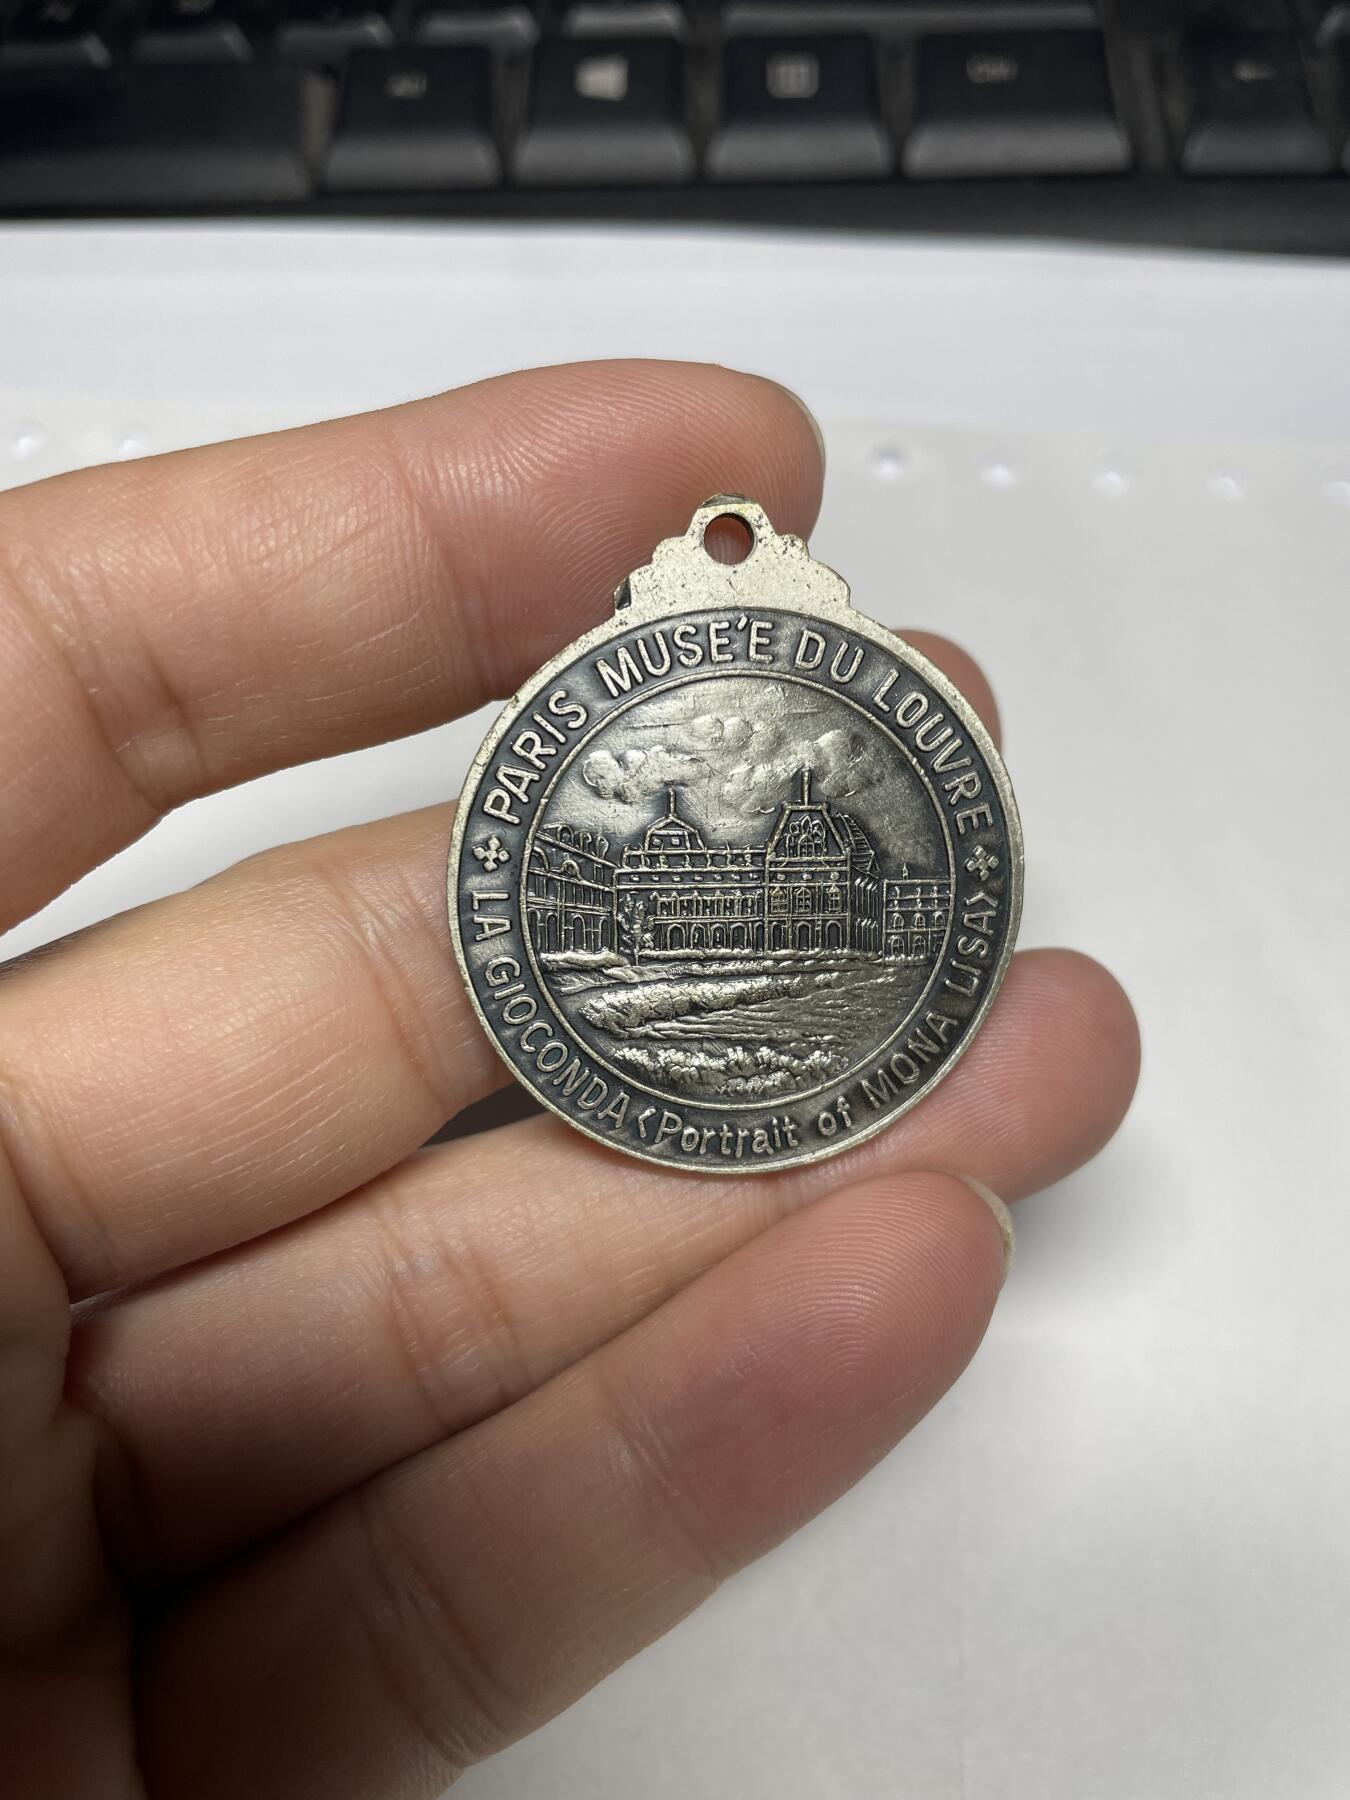 PARIS MUSE'E DU LOUVRE
LA GIOCONDA <Portrait of MONA LISA>